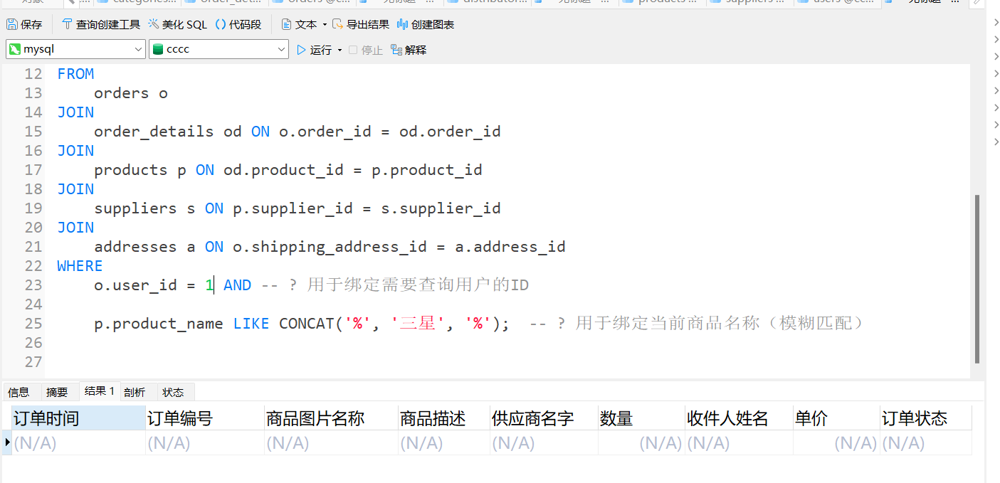 categories...
order_det...
orders @c...
distributor...
products ...
suppliers ...
users @cc...
保存 查询创建工具 美化 SQL 代码段 文本 导出结果 创建图表
mysql cccc 运行 停止 解释
12 FROM
13 orders o
14 JOIN
15 order_details od ON o.order_id = od.order_id
16 JOIN
17 products p ON od.product_id = p.product_id
18 JOIN
19 suppliers s ON p.supplier_id = s.supplier_id
20 JOIN
21 addresses a ON o.shipping_address_id = a.address_id
22 WHERE
23 o.user_id = 1 AND -- ? 用于绑定需要查询用户的ID
24
25 p.product_name LIKE CONCAT('%', '三星', '%'); -- ? 用于绑定当前商品名称（模糊匹配）
26
27
信息 摘要 结果 1 剖析 状态
订单时间 订单编号 商品图片名称 商品描述 供应商名字 数量 收件人姓名 单价 订单状态
(N/A) (N/A) (N/A) (N/A) (N/A) (N/A) (N/A) (N/A) (N/A)